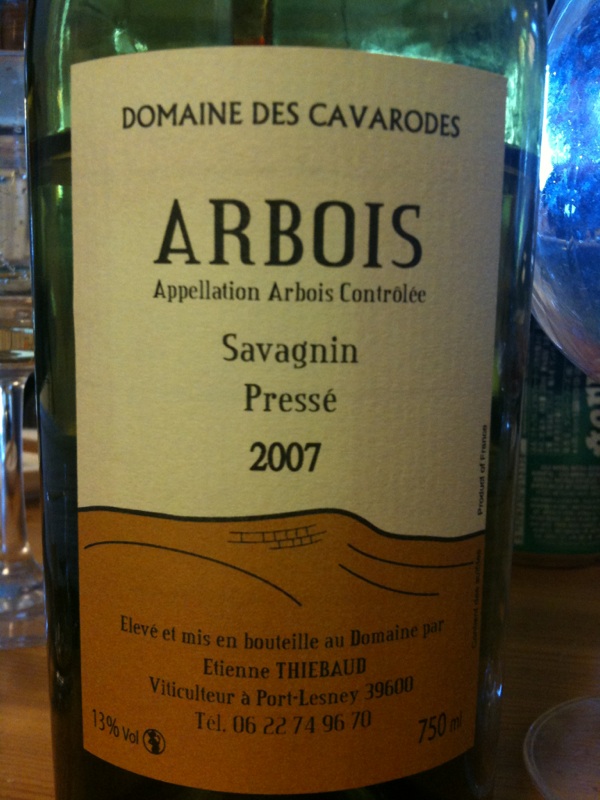 DOMAINE DES CAVARODES
ARBOIS
Appellation Arbois Contrôlée
Savagnin
Pressé
2007
Product of France
Elevé et mis en bouteille au Domaine par
Etienne THIEBAUD
Viticulteur à Port-Lesney 39600
Tél. 06 22 74 96 70
13% Vol
750 ml